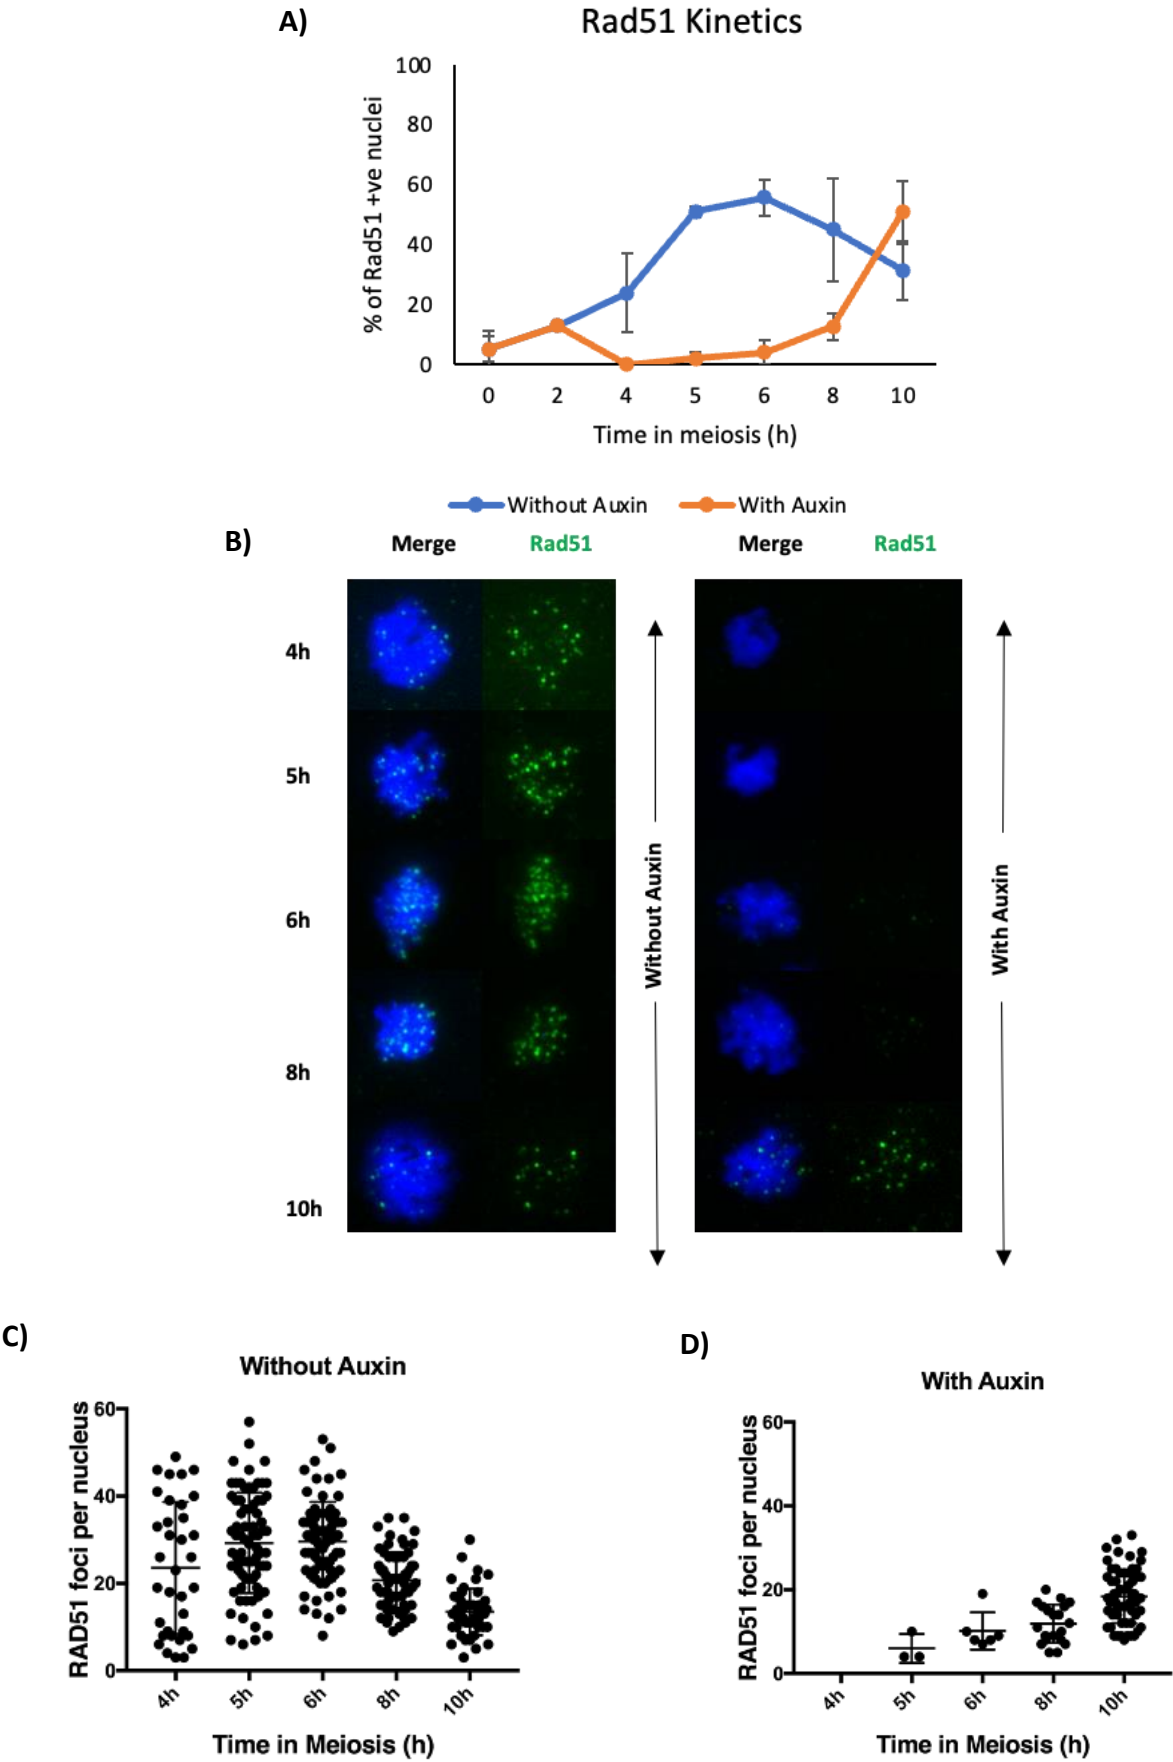 A)
Rad51 Kinetics
% of Rad51 +ve nuclei
100
80
60
40
20
0
0 2 4 5 6 8 10
Time in meiosis (h)
Without Auxin With Auxin
B)
Merge Rad51 Merge Rad51
4h
5h
6h
8h
10h
Without Auxin
With Auxin
C)
Without Auxin
RAD51 foci per nucleus
60
40
20
0
4h 5h 6h 8h 10h
Time in Meiosis (h)
D)
With Auxin
RAD51 foci per nucleus
60
40
20
0
4h 5h 6h 8h 10h
Time in Meiosis (h)